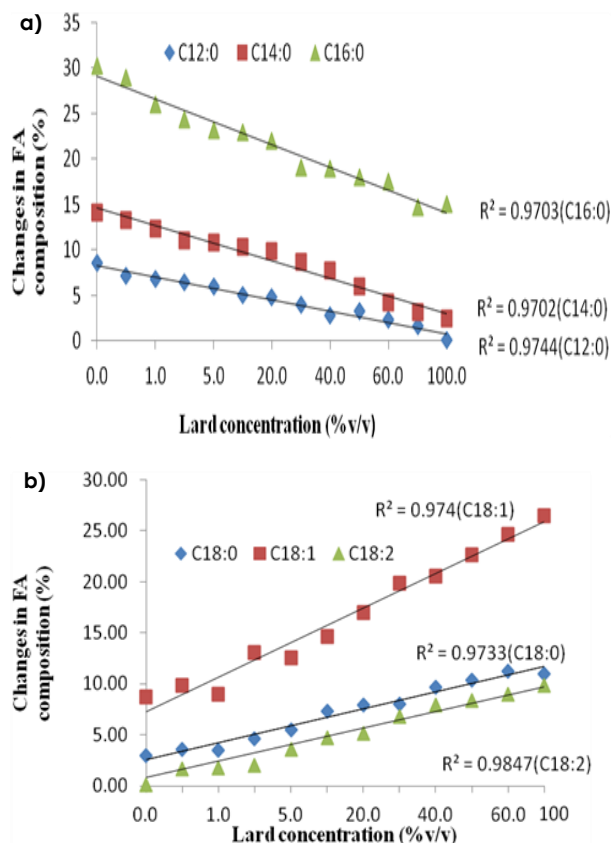 a)
C12:0 C14:0 C16:0
Changes in FA
composition (%)
35
30
25
20
15
10
5
0
R² = 0.9703(C16:0)
R² = 0.9702(C14:0)
R² = 0.9744(C12:0)
0.0 1.0 5.0 20.0 40.0 60.0 100.0
Lard concentration (%v/v)
b)
30.00
25.00
20.00
15.00
10.00
5.00
0.00
Changes in FA
composition (%)
R² = 0.974(C18:1)
C18:0 C18:1 C18:2
R² = 0.9733(C18:0)
R² = 0.9847(C18:2)
0.0 1.0 5.0 20.0 40.0 60.0 100
Lard concentration (%v/v)